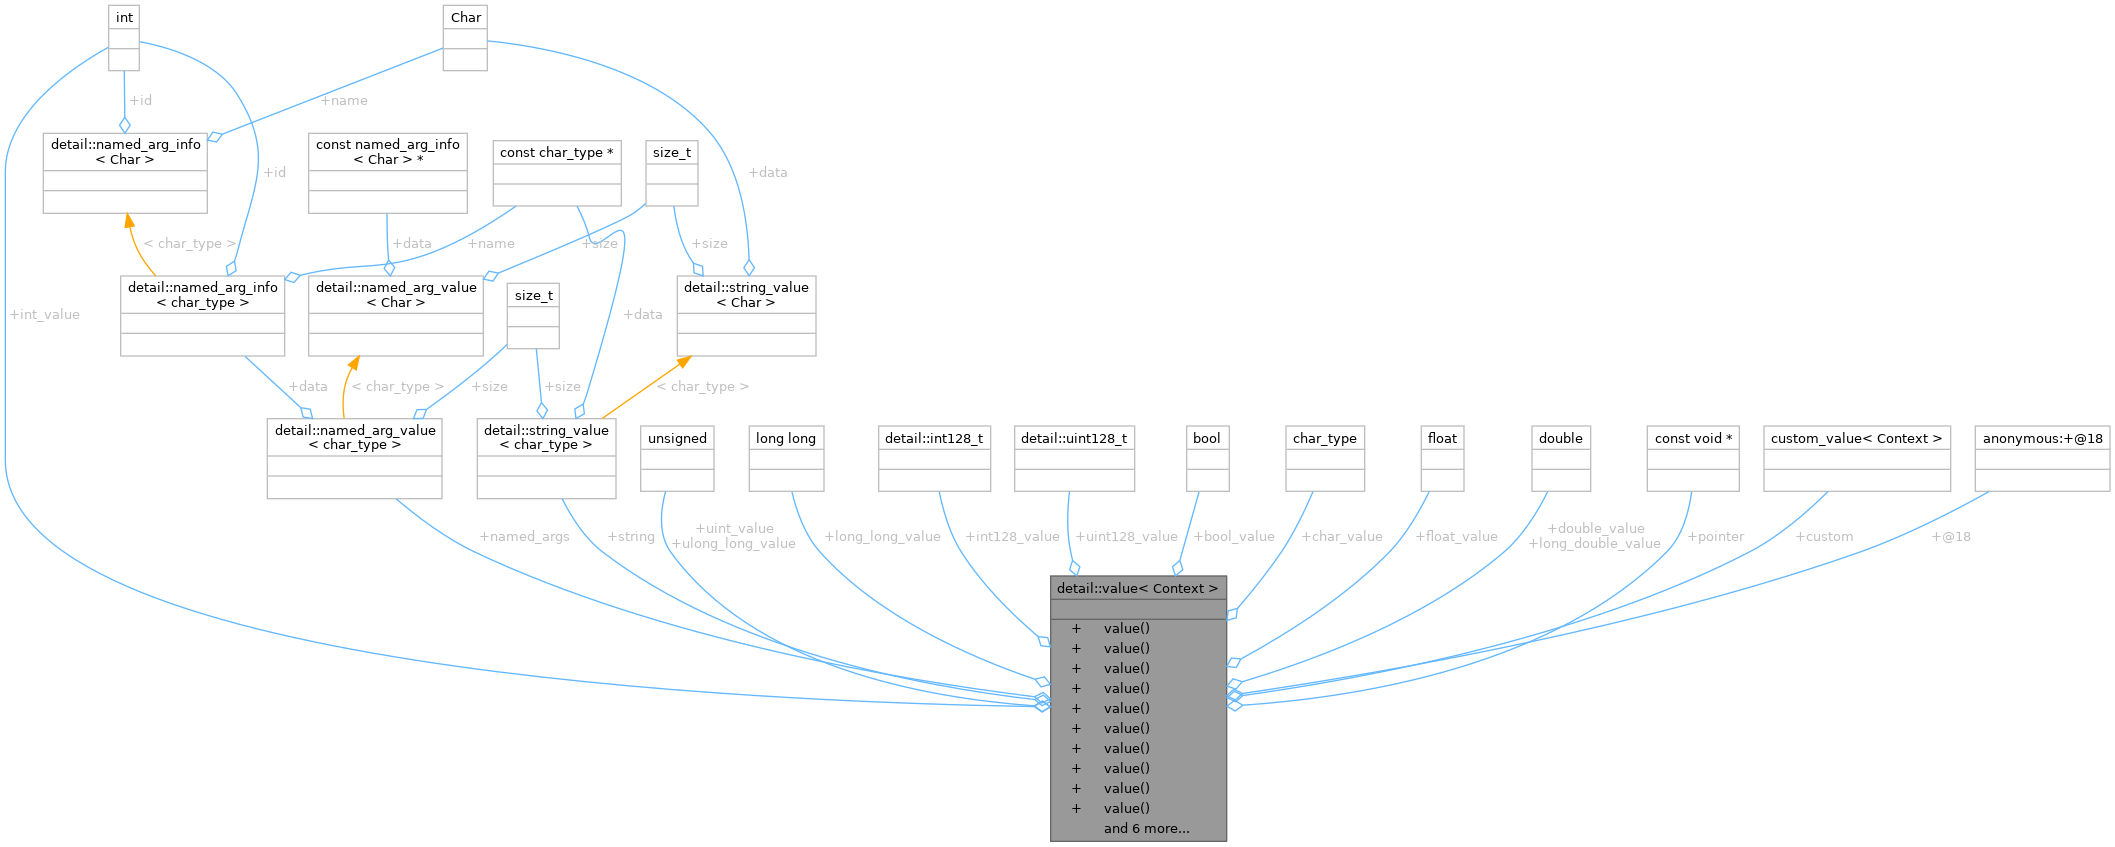 int
Char
+id
+name
detail::named_arg_info
< Char >
const named_arg_info
< Char > *
const char_type *
size_t
+id
+data
< char_type >
+data
+name
+size
+size
detail::named_arg_info
< char_type >
detail::named_arg_value
< Char >
size_t
detail::string_value
< Char >
+int_value
+data
+data
< char_type >
+size
+size
< char_type >
detail::named_arg_value
< char_type >
detail::string_value
< char_type >
unsigned
long long
detail::int128_t
detail::uint128_t
bool
char_type
float
double
const void *
custom_value< Context >
anonymous:+@18
+named_args
+string
+uint_value
+ulong_long_value
+long_long_value
+int128_value
+uint128_value
+bool_value
+char_value
+float_value
+double_value
+long_double_value
+pointer
+custom
+@18
detail::value< Context >
+ value()
+ value()
+ value()
+ value()
+ value()
+ value()
+ value()
+ value()
+ value()
+ value()
and 6 more...